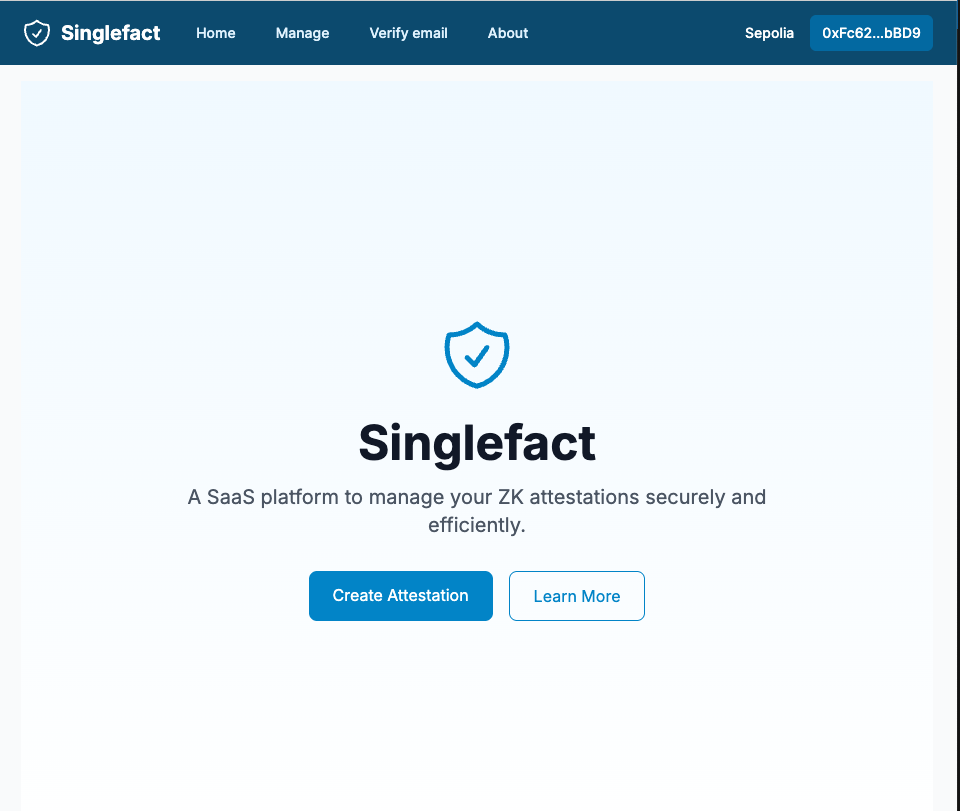 Singlefact Home Manage Verify email About Sepolia 0xFc62...bBD9
Singlefact
A SaaS platform to manage your ZK attestations securely and
efficiently.
Create Attestation Learn More